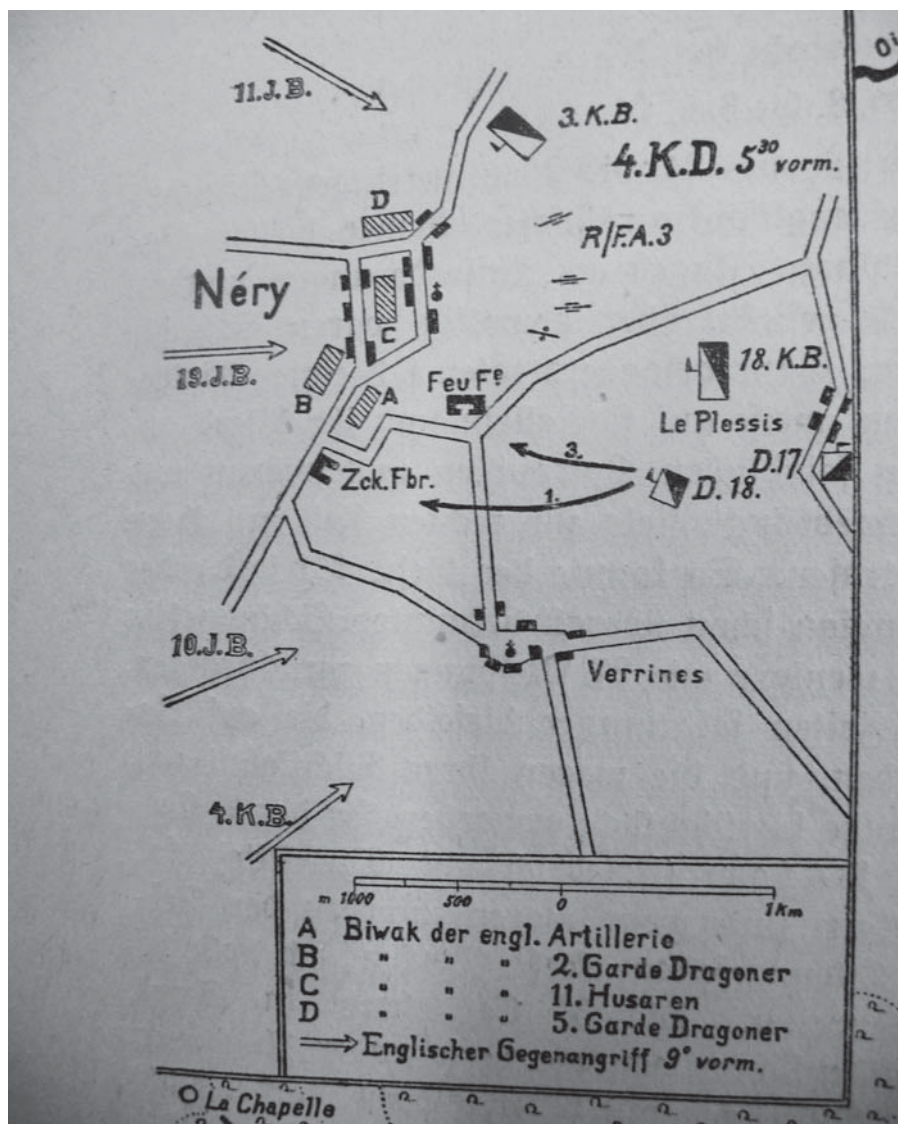 Oi
11.J.B.
3.K.B.
4.K.D. 5³⁰ vorm.
D
R/F.A.3
Néry
C
19.J.B.
B
A
Feu Fᵉ
18.K.B.
Le Plessis
Zck.Fbr.
3.
D.17
1.
D.18.
10.J.B.
Verrines
4.K.B.
m 1000 500 0 1Km
A Biwak der engl. Artillerie
B " " " 2. Garde Dragoner
C " " " 11. Husaren
D " " " 5. Garde Dragoner
Englischer Gegenangriff 9° vorm.
La Chapelle